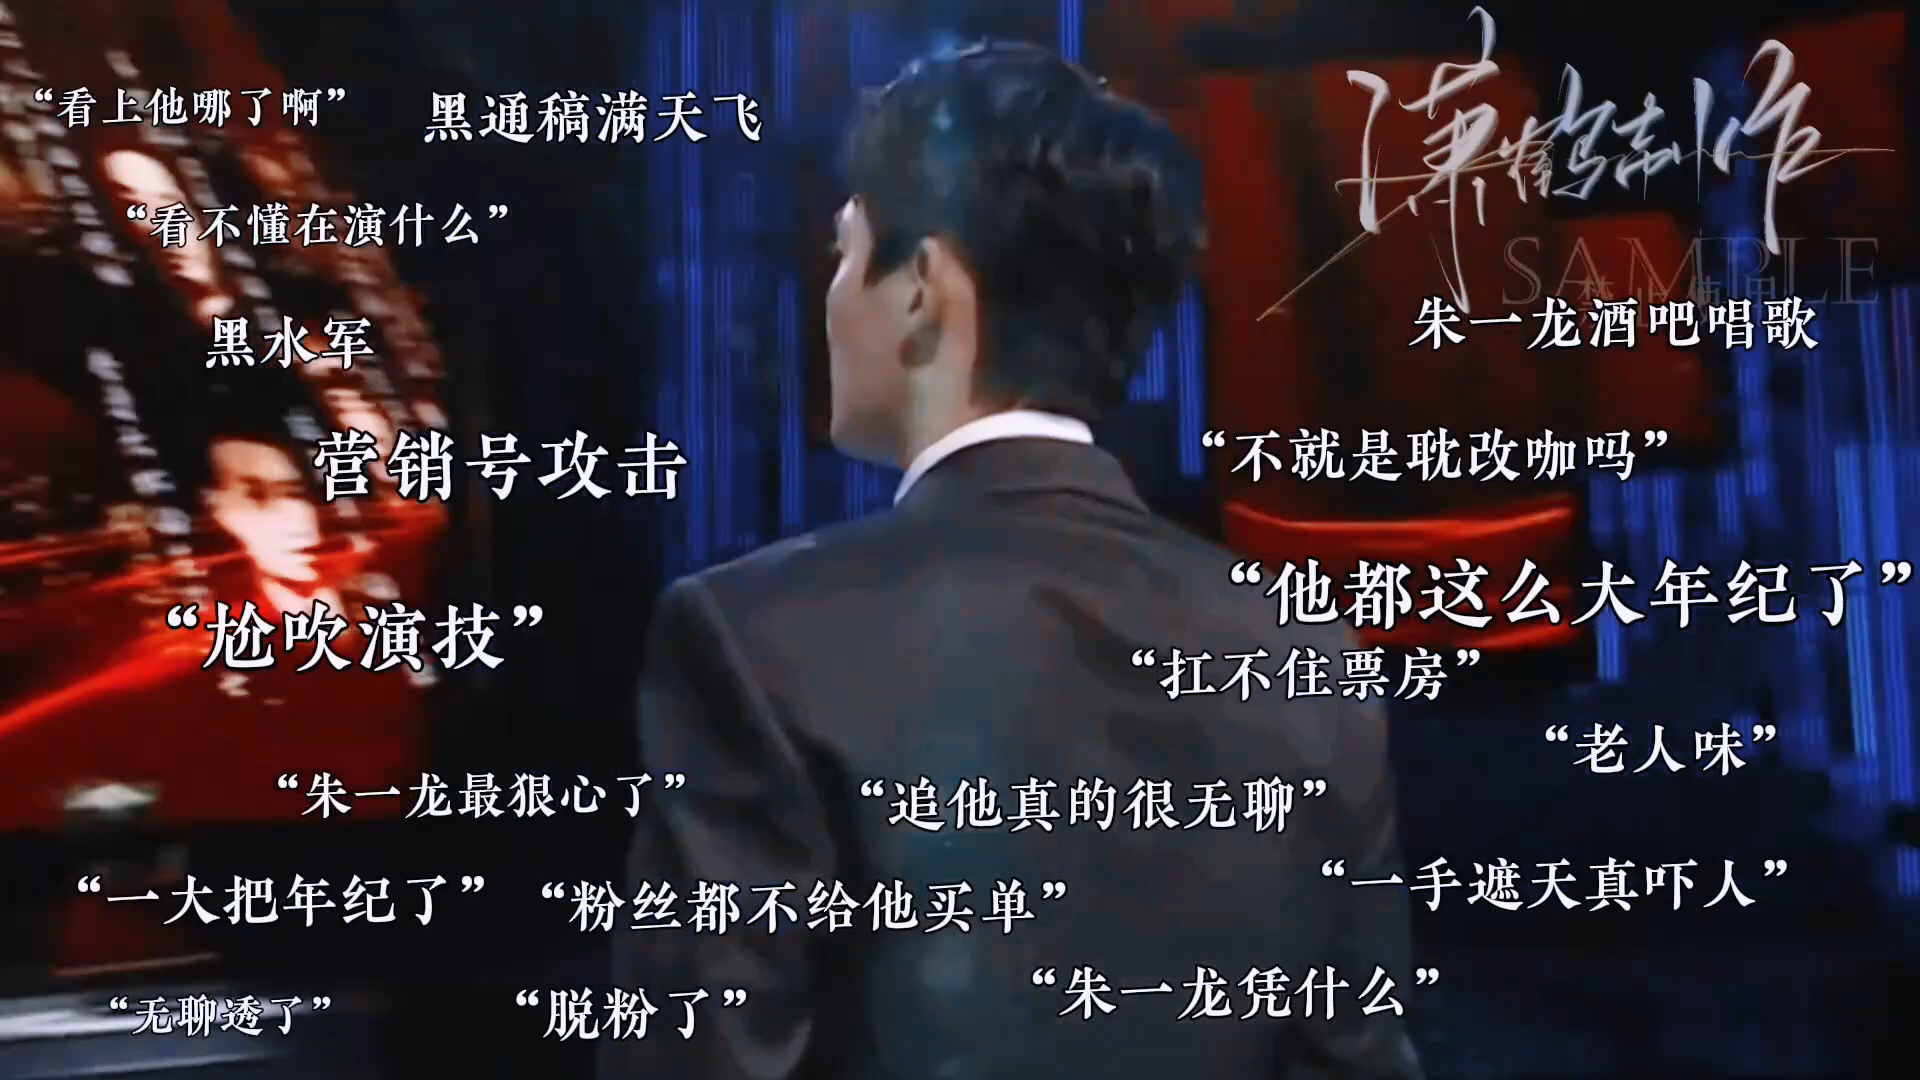 “看上他哪了啊”
黑通稿满天飞
“看不懂在演什么”
黑水军
SAMPLE
朱一龙酒吧唱歌
营销号攻击
“不就是耽改咖吗”
“他都这么大年纪了”
“尬吹演技”
“扛不住票房”
“老人味”
“朱一龙最狠心了”
“追他真的很无聊”
“一手遮天真吓人”
“一大把年纪了”
“粉丝都不给他买单”
“朱一龙凭什么”
“无聊透了”
“脱粉了”